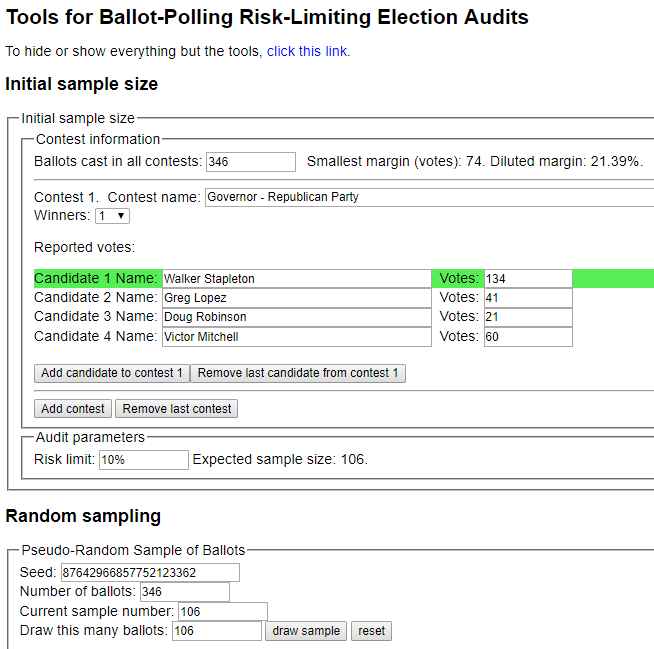 Tools for Ballot-Polling Risk-Limiting Election Audits
To hide or show everything but the tools, click this link.
Initial sample size
Initial sample size
Contest information
Ballots cast in all contests: 346 Smallest margin (votes): 74. Diluted margin: 21.39%.
Contest 1. Contest name: Governor - Republican Party
Winners: 1
Reported votes:
Candidate 1 Name: Walker Stapleton Votes: 134
Candidate 2 Name: Greg Lopez Votes: 41
Candidate 3 Name: Doug Robinson Votes: 21
Candidate 4 Name: Victor Mitchell Votes: 60
Add candidate to contest 1 Remove last candidate from contest 1
Add contest Remove last contest
Audit parameters
Risk limit: 10% Expected sample size: 106.
Random sampling
Pseudo-Random Sample of Ballots
Seed: 87642966857752123362
Number of ballots: 346
Current sample number: 106
Draw this many ballots: 106 draw sample reset